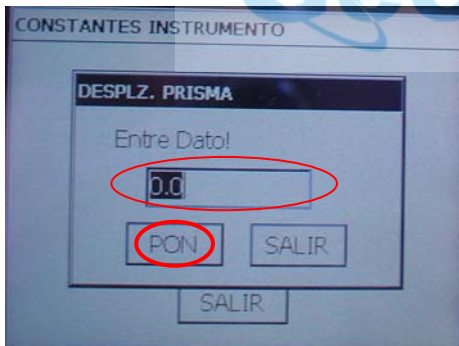 CONSTANTES INSTRUMENTO
DESPLZ. PRISMA
Entre Dato!
0.0
PON SALIR
SALIR